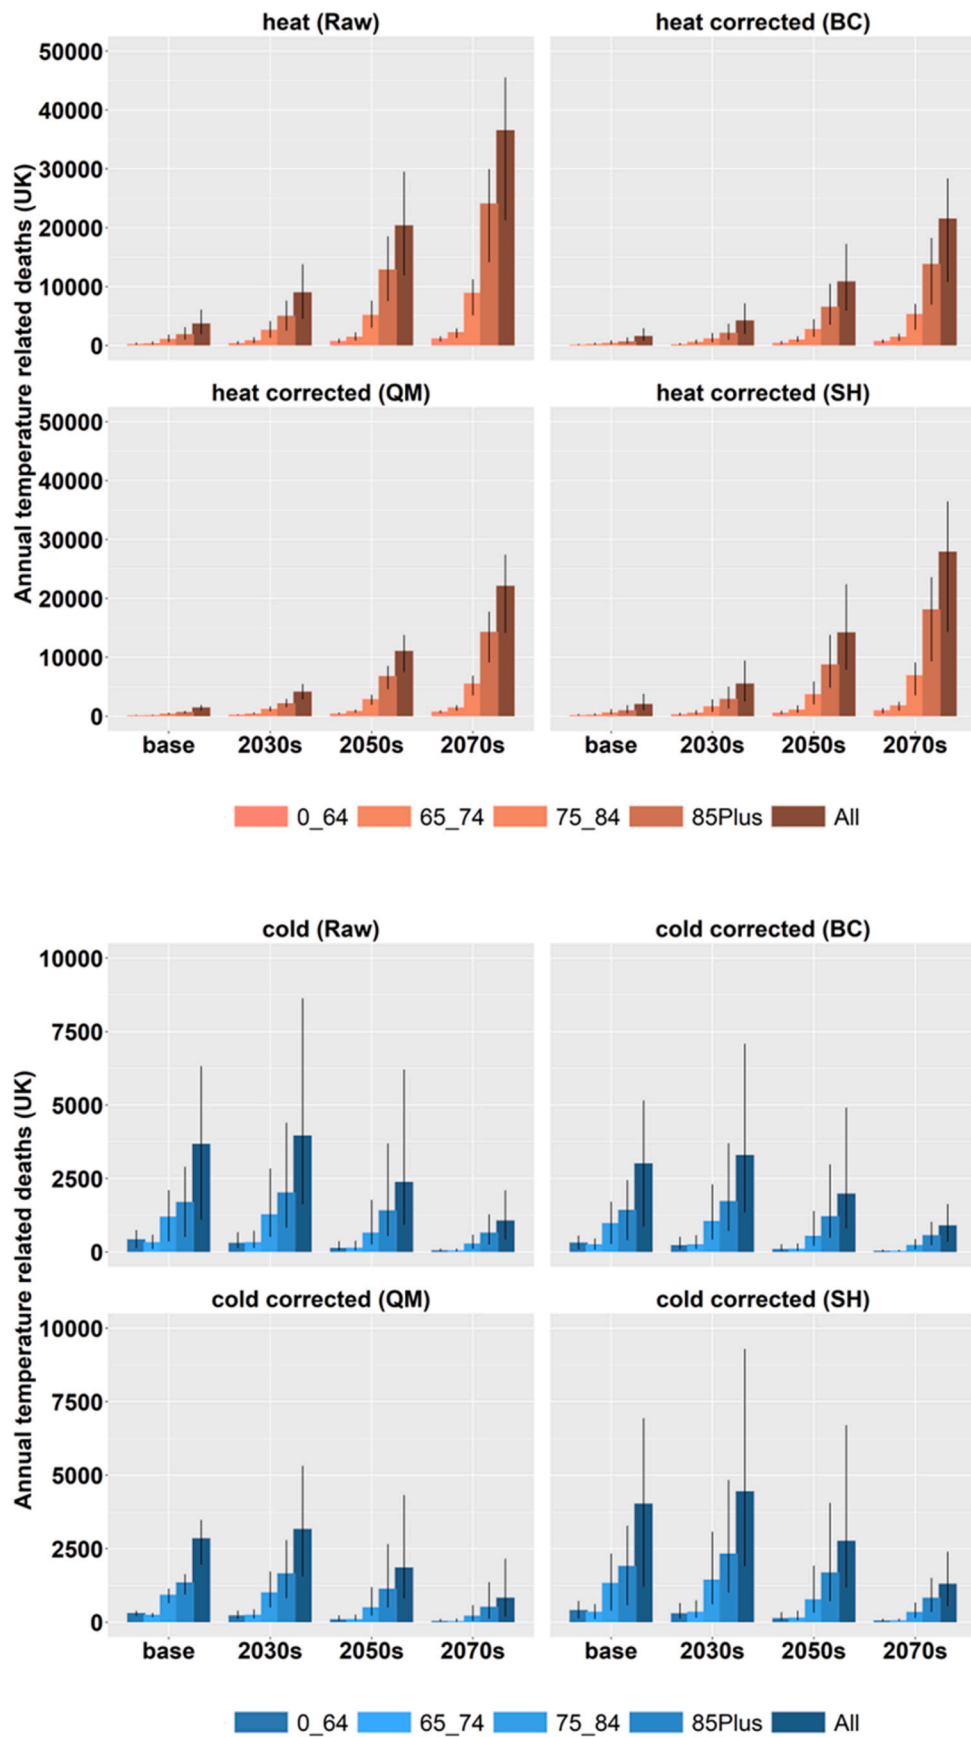 heat (Raw)
heat corrected (BC)
50000
40000
30000
20000
10000
0
heat corrected (QM)
heat corrected (SH)
50000
40000
30000
20000
10000
0
Annual temperature related deaths (UK)
base 2030s 2050s 2070s
base 2030s 2050s 2070s
0_64 65_74 75_84 85Plus All
cold (Raw)
cold corrected (BC)
10000
7500
5000
2500
0
cold corrected (QM)
cold corrected (SH)
10000
7500
5000
2500
0
Annual temperature related deaths (UK)
base 2030s 2050s 2070s
base 2030s 2050s 2070s
0_64 65_74 75_84 85Plus All